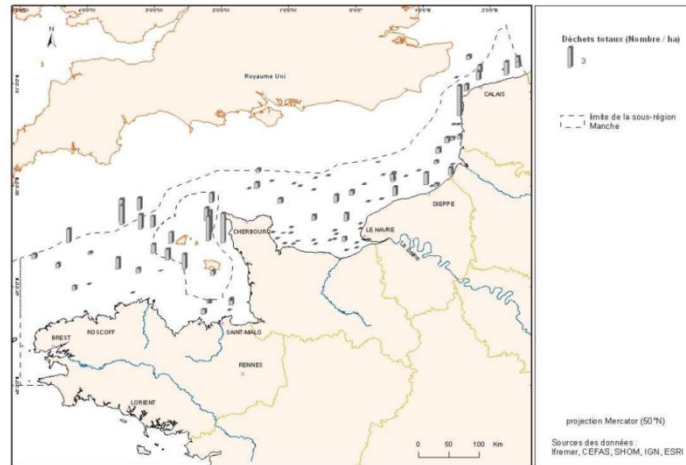 N
Royaume Uni
CALAIS
DIEPPE
CHERBOURG
LE HAVRE
La Seine
ROSCOFF
SAINT-MALO
BREST
RENNES
LORIENT
0 50 100 Km
Déchets totaux (Nombre / ha)
3
limite de la sous-région
Manche
projection Mercator (50°N)
Sources des données :
Ifremer, CEFAS, SHOM, IGN, ESRI